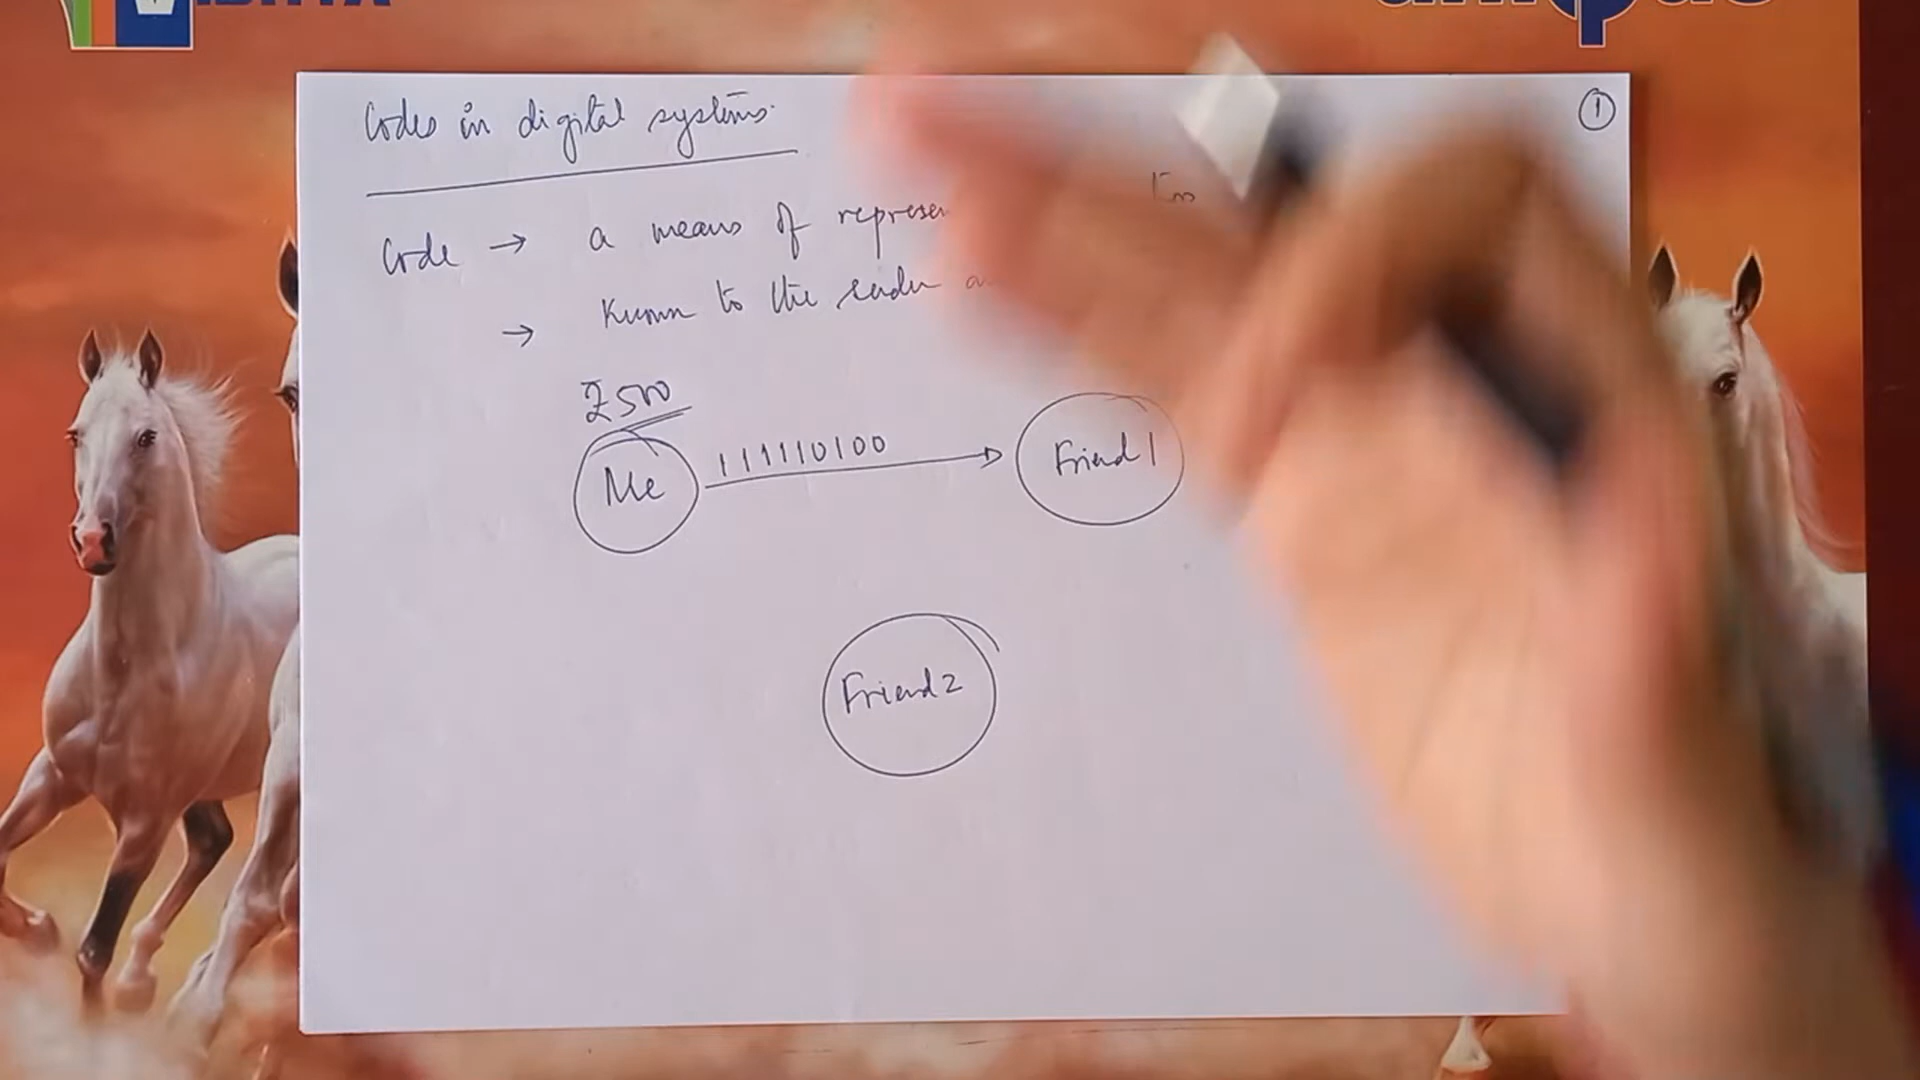 Codes in digital systems.
1
Code → a means of represen
→ Known to the sender a
₹500
Me 111110100 Friend 1
Friend 2